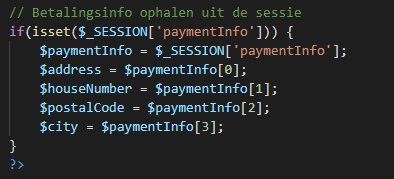 // Betalingsinfo ophalen uit de sessie
if(isset($_SESSION['paymentInfo'])) {
    $paymentInfo = $_SESSION['paymentInfo'];
    $address = $paymentInfo[0];
    $houseNumber = $paymentInfo[1];
    $postalCode = $paymentInfo[2];
    $city = $paymentInfo[3];
}
?>